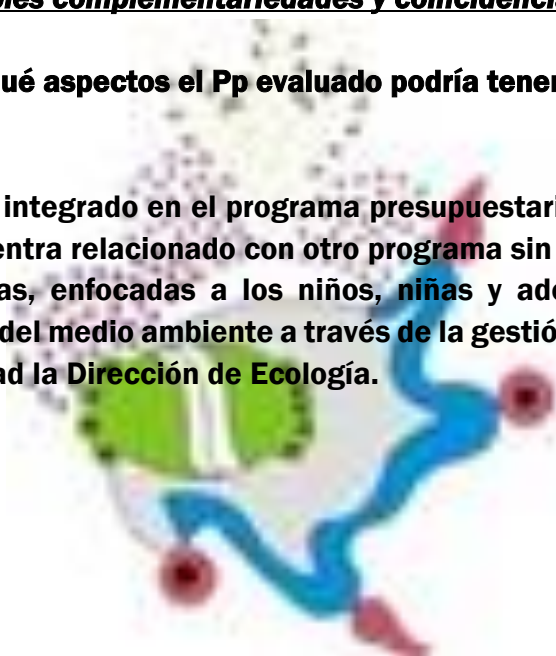 bles complementariedades y coincidencia
ué aspectos el Pp evaluado podría tener
integrado en el programa presupuestari
entra relacionado con otro programa sin
as, enfocadas a los niños, niñas y ado
del medio ambiente a través de la gestió
ad la Dirección de Ecología.